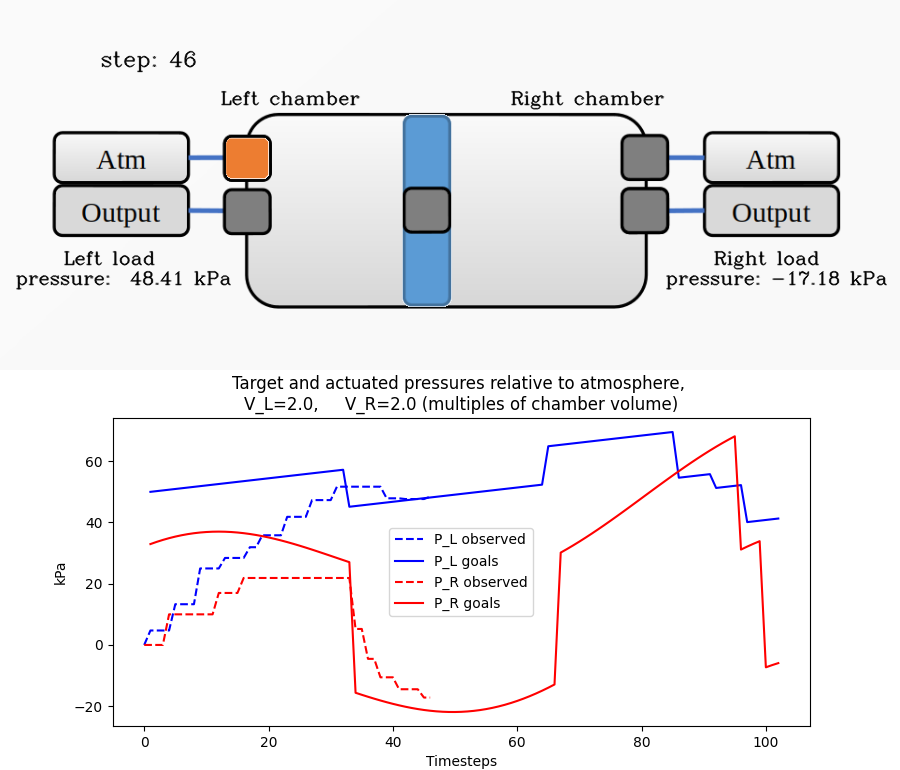 step: 46
Left chamber
Right chamber
Atm
Atm
Output
Output
Left load
pressure: 48.41 kPa
Right load
pressure: −17.18 kPa
Target and actuated pressures relative to atmosphere,
V_L=2.0, V_R=2.0 (multiples of chamber volume)
60
40
20
0
−20
kPa
P_L observed
P_L goals
P_R observed
P_R goals
0 20 40 60 80 100
Timesteps